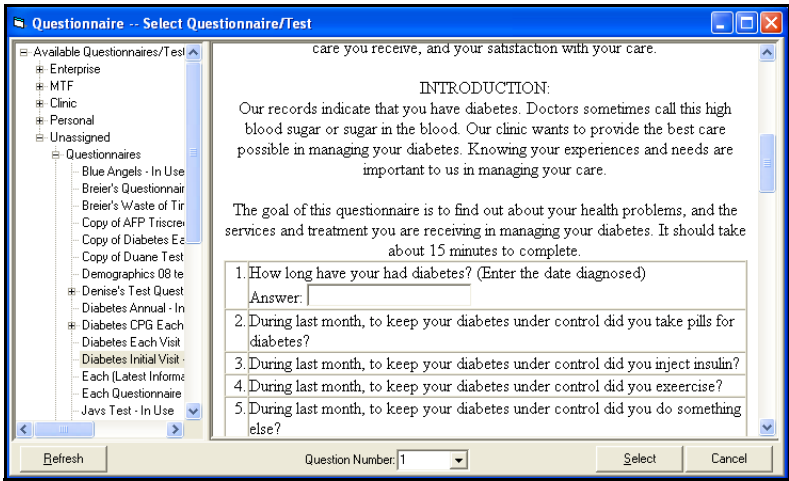 Questionnaire -- Select Questionnaire/Test
Available Questionnaires/Test
Enterprise
MTF
Clinic
Personal
Unassigned
Questionnaires
Blue Angels - In Use
Breier's Questionnair
Breier's Waste of Tir
Copy of AFP Triscree
Copy of Diabetes Ea
Copy of Duane Test
Demographics 08 te
Denise's Test Quest
Diabetes Annual - In
Diabetes CPG Each
Diabetes Each Visit
Diabetes Initial Visit -
Each (Latest Informa
Each Questionnaire
Javs Test - In Use
care you receive, and your satisfaction with your care.
INTRODUCTION:
Our records indicate that you have diabetes. Doctors sometimes call this high
blood sugar or sugar in the blood. Our clinic wants to provide the best care
possible in managing your diabetes. Knowing your experiences and needs are
important to us in managing your care.
The goal of this questionnaire is to find out about your health problems, and the
services and treatment you are receiving in managing your diabetes. It should take
about 15 minutes to complete.
1. How long have your had diabetes? (Enter the date diagnosed)
Answer:
2. During last month, to keep your diabetes under control did you take pills for
diabetes?
3. During last month, to keep your diabetes under control did you inject insulin?
4. During last month, to keep your diabetes under control did you exeercise?
5. During last month, to keep your diabetes under control did you do something
else?
Refresh
Question Number: 1
Select
Cancel